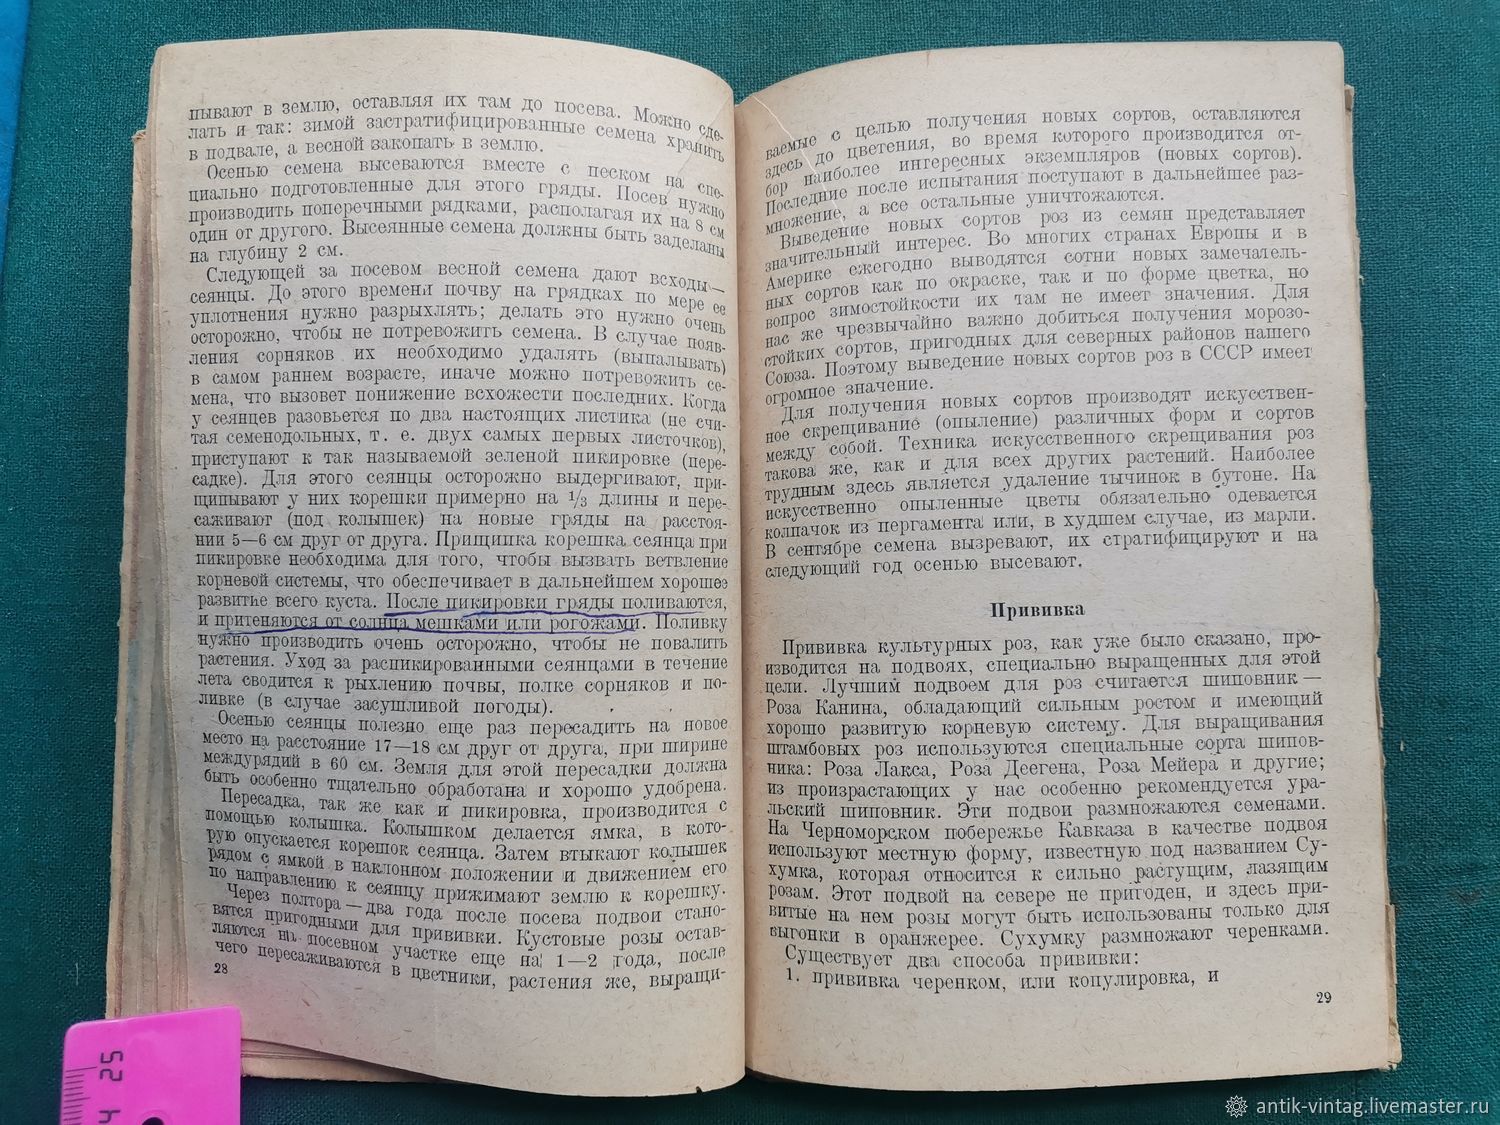 пывают в землю, оставляя их там до посева. Можно сде-
лать и так: зимой застратифицированные семена хранить
в подвале, а весной закопать в землю.
Осенью семена высеваются вместе с песком на спе-
циально подготовленные для этого гряды. Посев нужно
производить поперечными рядками, располагая их на 8 см
один от другого. Высеянные семена должны быть заделаны
на глубину 2 см.
Следующей за посевом весной семена дают всходы —
сеянцы. До этого времени почву на грядках по мере ее
уплотнения нужно разрыхлять; делать это нужно очень
осторожно, чтобы не потревожить семена. В случае появ-
ления сорняков их необходимо удалять (выпалывать)
в самом раннем возрасте, иначе можно потревожить се-
мена, что вызовет понижение всхожести последних. Когда
у сеянцев разовьется по два настоящих листика (не счи-
тая семенодольных, т. е. двух самых первых листочков),
приступают к так называемой зеленой пикировке (пере-
садке). Для этого сеянцы осторожно выдергивают, при-
щипывают у них корешки примерно на 1/3 длины и пере-
саживают (под колышек) на новые гряды на расстоя-
нии 5—6 см друг от друга. Прищипка корешка сеянца при
пикировке необходима для того, чтобы вызвать ветвление
корневой системы, что обеспечивает в дальнейшем хорошее
развитие всего куста. После пикировки гряды поливаются,
и притеняются от солнца мешками или рогожами. Поливку
нужно производить очень осторожно, чтобы не повалить
растения. Уход за распикированными сеянцами в течение
лета сводится к рыхлению почвы, полке сорняков и по-
ливке (в случае засушливой погоды).
Осенью сеянцы полезно еще раз пересадить на новое
место на расстояние 17—18 см друг от друга, при ширине
междурядий в 60 см. Земля для этой пересадки должна
быть особенно тщательно обработана и хорошо удобрена.
Пересадка, так же как и пикировка, производится с
помощью колышка. Колышком делается ямка, в кото-
рую опускается корешок сеянца. Затем втыкают колышек
рядом с ямкой в наклонном положении и движением его
по направлению к сеянцу прижимают землю к корешку.
Через полтора — два года после посева подвои стано-
вятся пригодными для прививки. Кустовые розы остав-
ляются на посевном участке еще на 1—2 года, после
чего пересаживаются в цветники, растения же, выращи-
28
ваемые с целью получения новых сортов, оставляются
здесь до цветения, во время которого производится от-
бор наиболее интересных экземпляров (новых сортов).
Последние после испытания поступают в дальнейшее раз-
множение, а все остальные уничтожаются.
Выведение новых сортов роз из семян представляет
значительный интерес. Во многих странах Европы и в
Америке ежегодно выводятся сотни новых замечатель-
ных сортов как по окраске, так и по форме цветка, но
вопрос зимостойкости их там не имеет значения. Для
нас же чрезвычайно важно добиться получения морозо-
стойких сортов, пригодных для северных районов нашего
Союза. Поэтому выведение новых сортов роз в СССР имеет
огромное значение.
Для получения новых сортов производят искусствен-
ное скрещивание (опыление) различных форм и сортов
между собой. Техника искусственного скрещивания роз
такова же, как и для всех других растений. Наиболее
трудным здесь является удаление тычинок в бутоне. На
искусственно опыленные цветы обязательно одевается
колпачок из пергамента или, в худшем случае, из марли.
В сентябре семена вызревают, их стратифицируют и на
следующий год осенью высевают.
Прививка
Прививка культурных роз, как уже было сказано, про-
изводится на подвоях, специально выращенных для этой
цели. Лучшим подвоем для роз считается шиповник —
Роза Канина, обладающий сильным ростом и имеющий
хорошо развитую корневую систему. Для выращивания
штамбовых роз используются специальные сорта шипов-
ника: Роза Лакса, Роза Деегена, Роза Мейера и другие;
из произрастающих у нас особенно рекомендуется ура-
льский шиповник. Эти подвои размножаются семенами.
На Черноморском побережье Кавказа в качестве подвоя
используют местную форму, известную под названием Су-
хумка, которая относится к сильно растущим, лазящим
розам. Этот подвой на севере не пригоден, и здесь при-
витые на нем розы могут быть использованы только для
выгонки в оранжерее. Сухумку размножают черенками.
Существует два способа прививки:
1. прививка черенком, или копулировка, и
29
25
4
antik-vintag.livemaster.ru